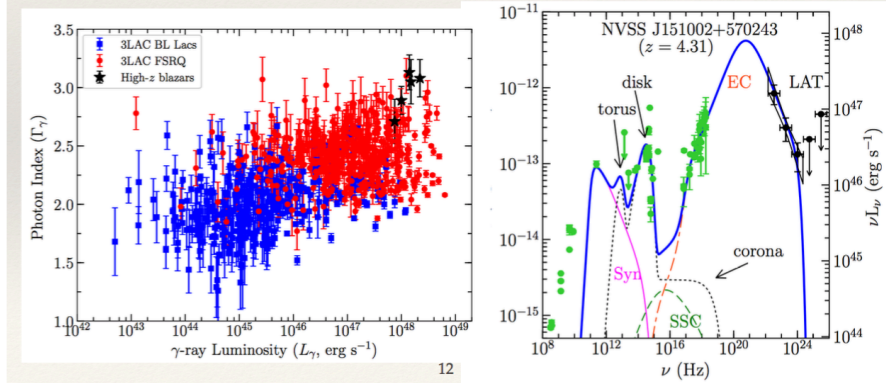 3.5
3.0
2.5
2.0
1.5
1.0
Photon Index (Γγ)
3LAC BL Lacs
3LAC FSRQ
High-z blazars
10^42
10^43
10^44
10^45
10^46
10^47
10^48
10^49
γ-ray Luminosity (Lγ, erg s⁻¹)
12
10^−11
10^−12
10^−13
10^−14
10^−15
NVSS J151002+570243
(z = 4.31)
disk
EC
LAT
torus
corona
Syn
SSC
10^48
10^47
10^46
10^45
10^44
νLν (erg s⁻¹)
10^8
10^12
10^16
10^20
10^24
ν (Hz)